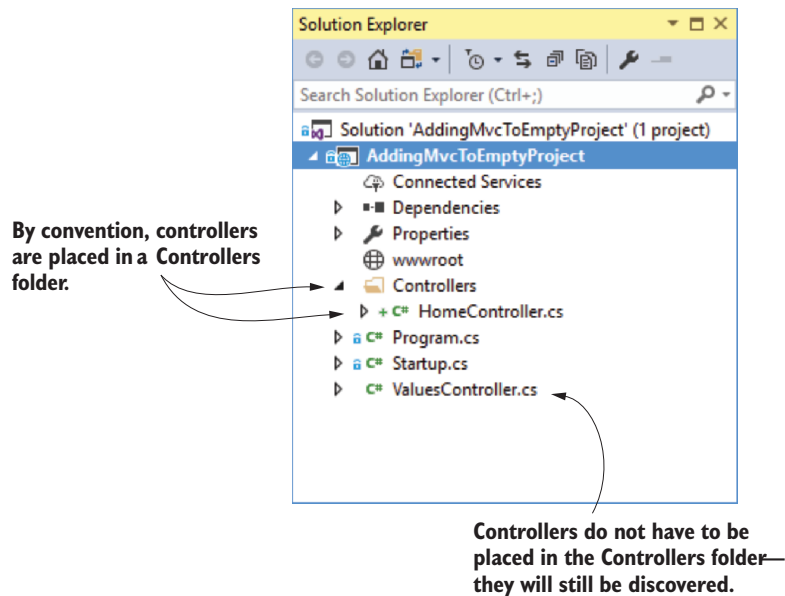 Solution Explorer
Search Solution Explorer (Ctrl+;)
Solution 'AddingMvcToEmptyProject' (1 project)
AddingMvcToEmptyProject
Connected Services
Dependencies
Properties
wwwroot
Controllers
+ C# HomeController.cs
C# Program.cs
C# Startup.cs
C# ValuesController.cs
By convention, controllers
are placed in a Controllers
folder.
Controllers do not have to be
placed in the Controllers folder—
they will still be discovered.